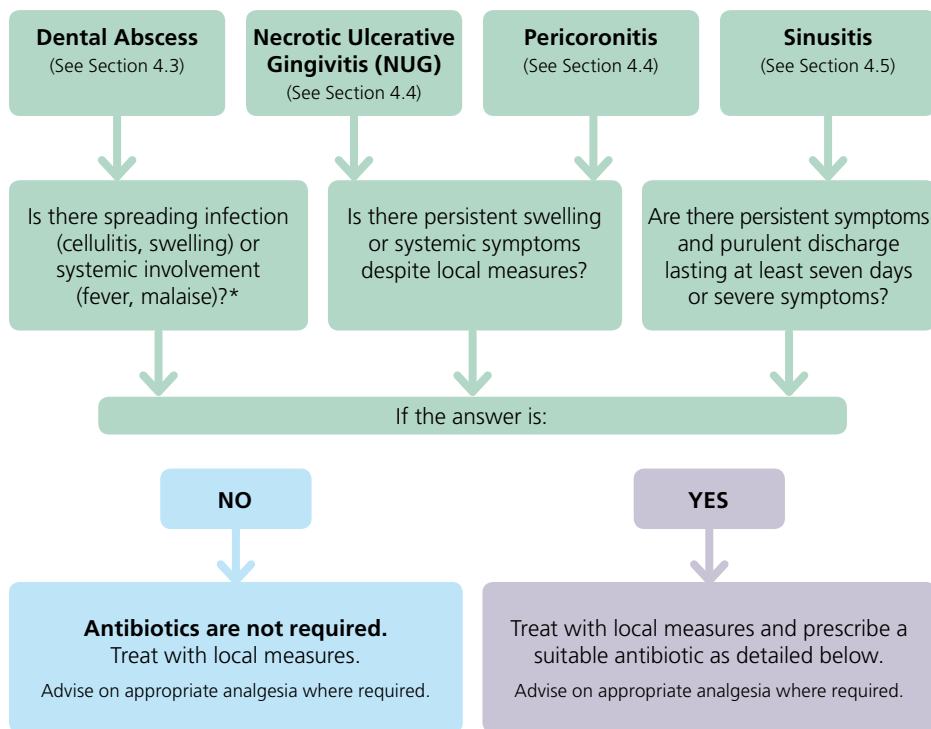 Dental Abscess
(See Section 4.3)
Necrotic Ulcerative
Gingivitis (NUG)
(See Section 4.4)
Pericoronitis
(See Section 4.4)
Sinusitis
(See Section 4.5)
Is there spreading infection
(cellulitis, swelling) or
systemic involvement
(fever, malaise)?*
Is there persistent swelling
or systemic symptoms
despite local measures?
Are there persistent symptoms
and purulent discharge
lasting at least seven days
or severe symptoms?
If the answer is:
NO
YES
Antibiotics are not required.
Treat with local measures.
Advise on appropriate analgesia where required.
Treat with local measures and prescribe a
suitable antibiotic as detailed below.
Advise on appropriate analgesia where required.